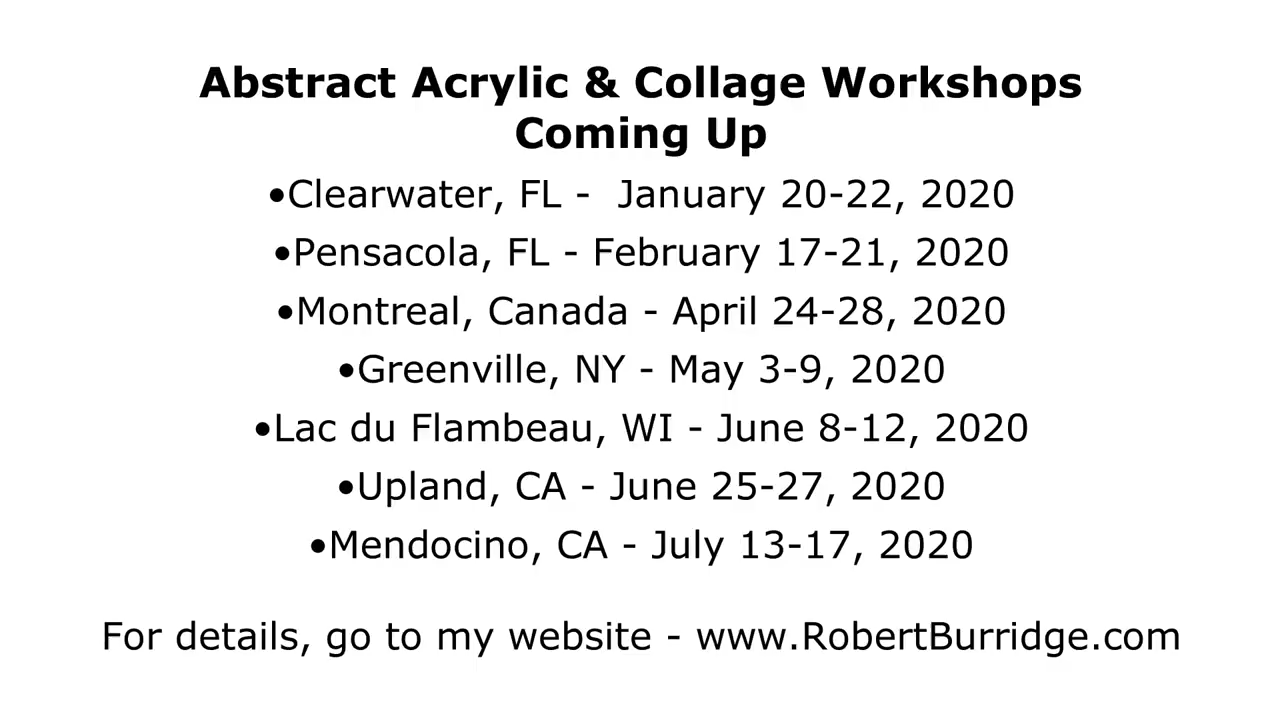 Abstract Acrylic & Collage Workshops
Coming Up
•Clearwater, FL -  January 20-22, 2020
•Pensacola, FL - February 17-21, 2020
•Montreal, Canada - April 24-28, 2020
•Greenville, NY - May 3-9, 2020
•Lac du Flambeau, WI - June 8-12, 2020
•Upland, CA - June 25-27, 2020
•Mendocino, CA - July 13-17, 2020
For details, go to my website - www.RobertBurridge.com